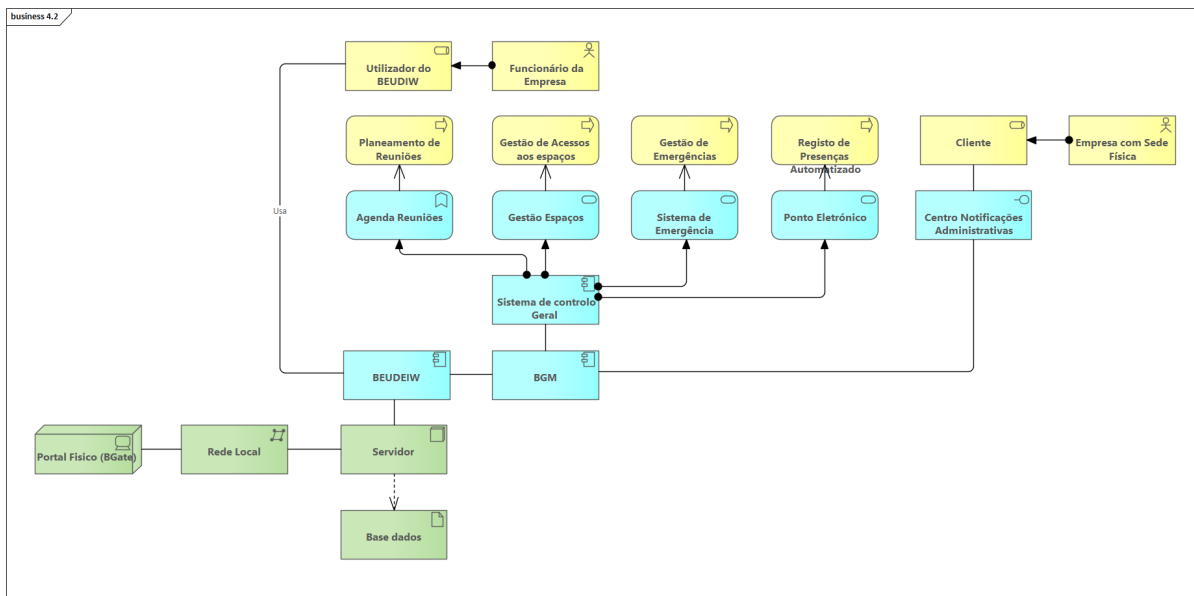 business 4.2
Utilizador do
BEUDIW
Funcionário da
Empresa
Planeamento de
Reuniões
Gestão de Acessos
aos espaços
Gestão de
Emergências
Registo de
Presenças
Automatizado
Cliente
Empresa com Sede
Física
Usa
Agenda Reuniões
Gestão Espaços
Sistema de
Emergência
Ponto Eletrónico
Centro Notificações
Administrativas
Sistema de controlo
Geral
BEUDEIW
BGM
Portal Fisico (BGate)
Rede Local
Servidor
Base dados